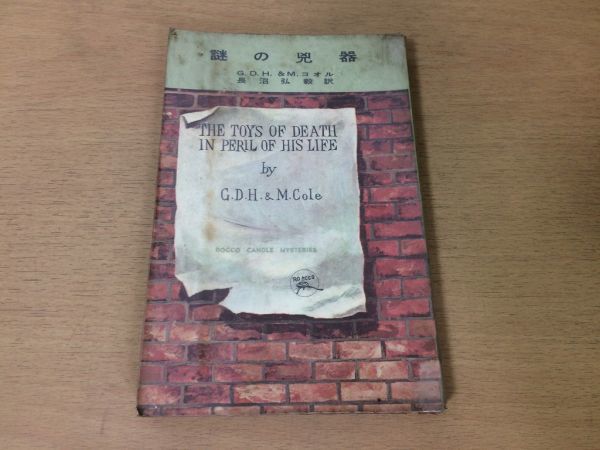 謎の兇器
G.D.H. & M. コオル
長沼弘毅訳
THE TOYS OF DEATH
IN PERIL OF HIS LIFE
by
G.D.H. & M. Cole
ROCCO CANDLE MYSTERIES